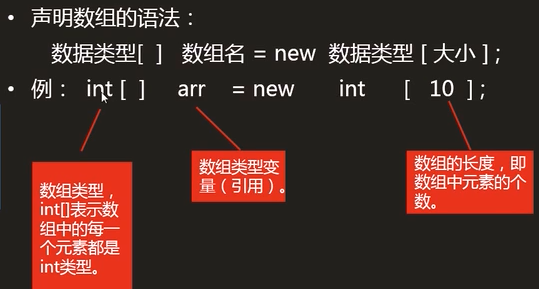 • 声明数组的语法：
数据类型[ ] 数组名 = new 数据类型 [ 大小 ] ;
• 例： int [ ] arr = new int [ 10 ] ;
数组类型，
int[]表示数
组中的每一
个元素都是
int类型。
数组类型变
量（引用）。
数组的长度，即
数组中元素的个
数。